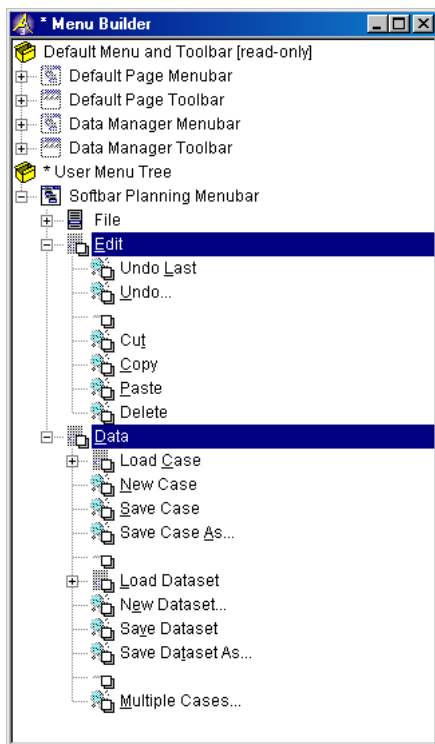 * Menu Builder
Default Menu and Toolbar [read-only]
Default Page Menubar
Default Page Toolbar
Data Manager Menubar
Data Manager Toolbar
* User Menu Tree
Softbar Planning Menubar
File
Edit
Undo Last
Undo...
Cut
Copy
Paste
Delete
Data
Load Case
New Case
Save Case
Save Case As...
Load Dataset
New Dataset...
Save Dataset
Save Dataset As...
Multiple Cases...